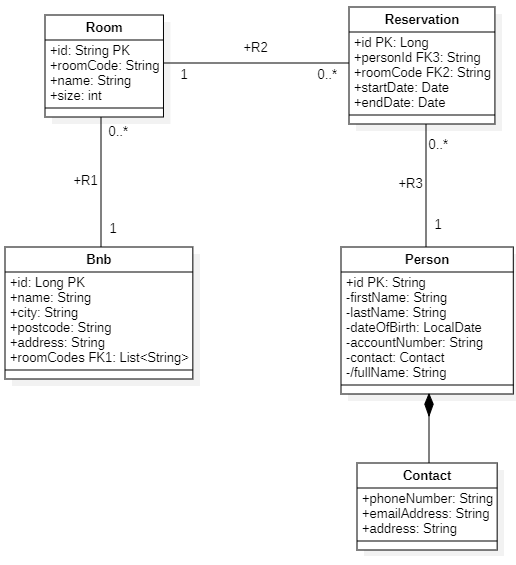 Room
+id: String PK
+roomCode: String
+name: String
+size: int
+R2
1
0..*
Reservation
+id PK: Long
+personId FK3: String
+roomCode FK2: String
+startDate: Date
+endDate: Date
0..*
+R1
1
0..*
+R3
1
Bnb
+id: Long PK
+name: String
+city: String
+postcode: String
+address: String
+roomCodes FK1: List<String>
Person
+id PK: String
-firstName: String
-lastName: String
-dateOfBirth: LocalDate
-accountNumber: String
-contact: Contact
-/fullName: String
Contact
+phoneNumber: String
+emailAddress: String
+address: String